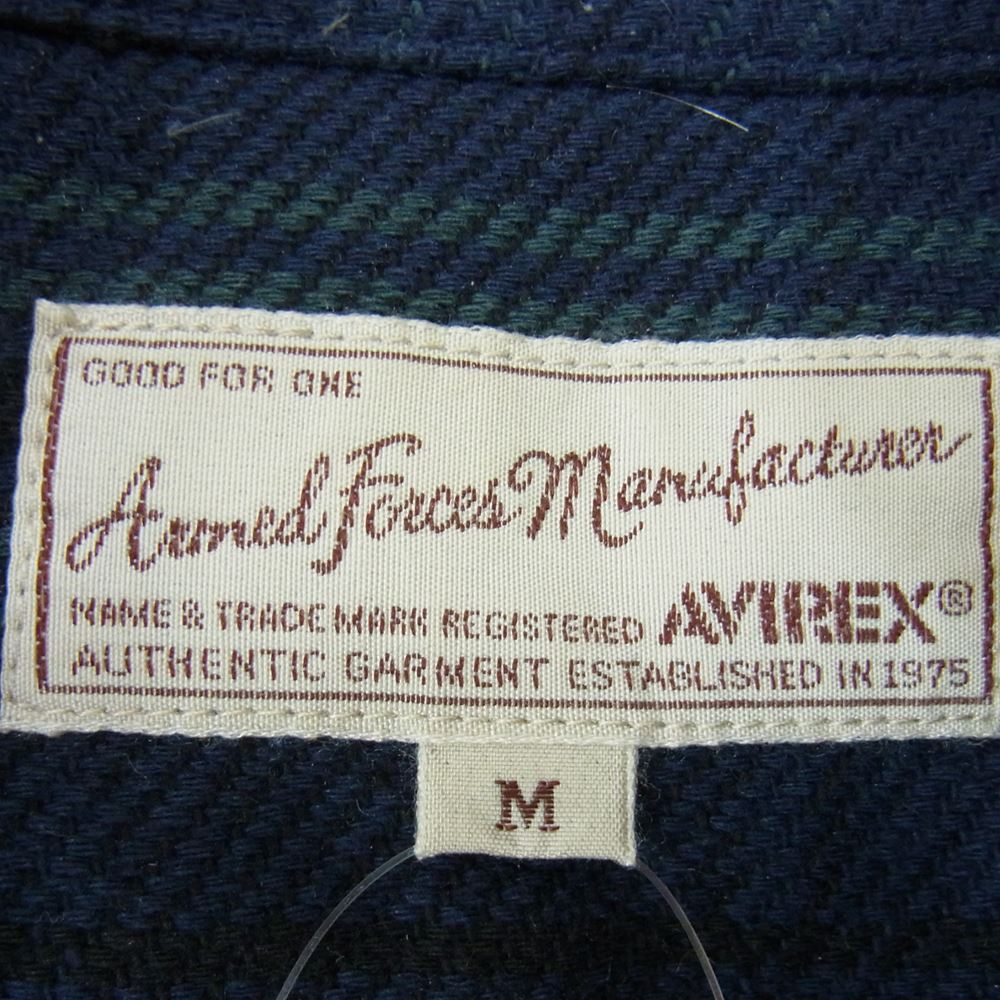 GOOD FOR ONE
Armed Forces Manufacturer
NAME & TRADE MARK REGISTERED AVIREX®
AUTHENTIC GARMENT ESTABLISHED IN 1975
M